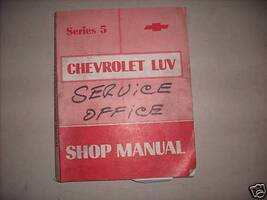 Series 5
CHEVROLET LUV
SERVICE
OFFICE
SHOP MANUAL